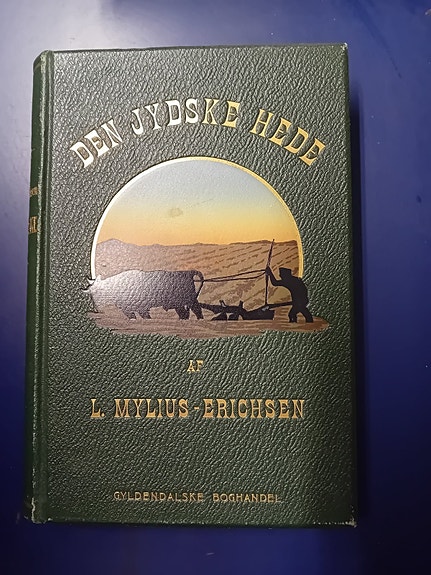 DEN JYDSKE HEDE
AF
L. MYLIUS-ERICHSEN
GYLDENDALSKE BOGHANDEL